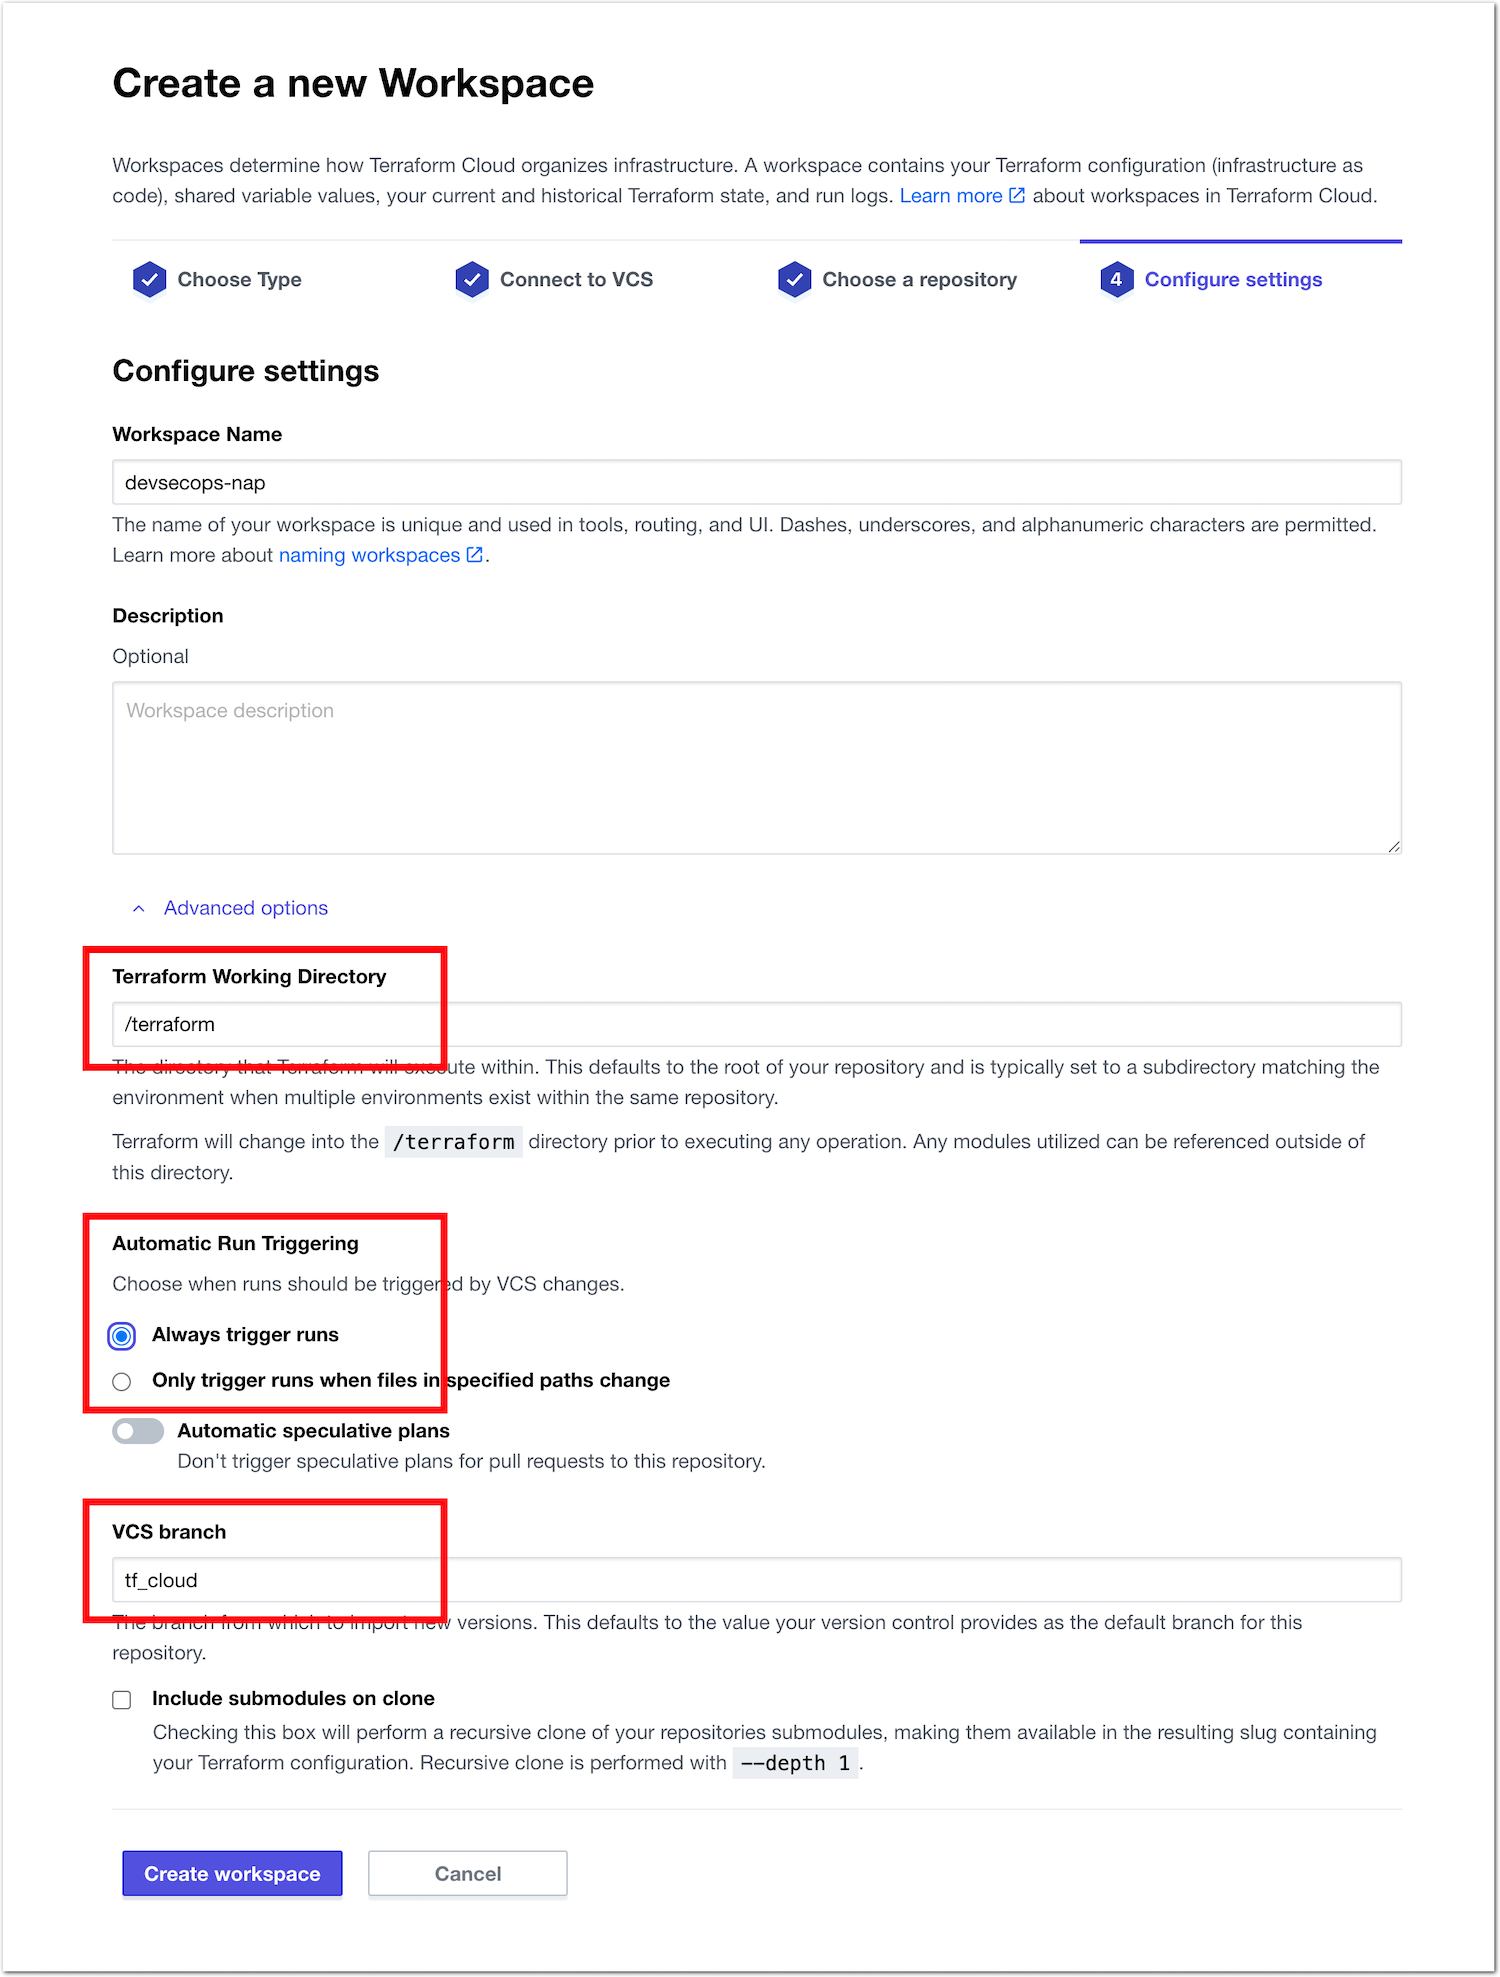 Create a new Workspace
Workspaces determine how Terraform Cloud organizes infrastructure. A workspace contains your Terraform configuration (infrastructure as
code), shared variable values, your current and historical Terraform state, and run logs. Learn more about workspaces in Terraform Cloud.
Choose Type
Connect to VCS
Choose a repository
4 Configure settings
Configure settings
Workspace Name
devsecops-nap
The name of your workspace is unique and used in tools, routing, and UI. Dashes, underscores, and alphanumeric characters are permitted.
Learn more about naming workspaces.
Description
Optional
Workspace description
Advanced options
Terraform Working Directory
/terraform
The directory that Terraform will execute within. This defaults to the root of your repository and is typically set to a subdirectory matching the
environment when multiple environments exist within the same repository.
Terraform will change into the /terraform directory prior to executing any operation. Any modules utilized can be referenced outside of
this directory.
Automatic Run Triggering
Choose when runs should be triggered by VCS changes.
Always trigger runs
Only trigger runs when files in specified paths change
Automatic speculative plans
Don't trigger speculative plans for pull requests to this repository.
VCS branch
tf_cloud
The branch from which to import new versions. This defaults to the value your version control provides as the default branch for this
repository.
Include submodules on clone
Checking this box will perform a recursive clone of your repositories submodules, making them available in the resulting slug containing
your Terraform configuration. Recursive clone is performed with --depth 1.
Create workspace
Cancel